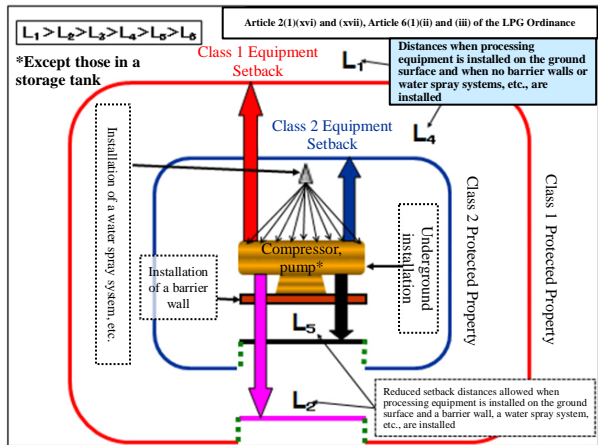 L1>L2>L3>L4>L5>L6
Article 2(1)(xvi) and (xvii), Article 6(1)(ii) and (iii) of the LPG Ordinance
*Except those in a
storage tank
Class 1 Equipment
Setback
L1
Distances when processing
equipment is installed on the ground
surface and when no barrier walls or
water spray systems, etc., are
installed
Class 2 Equipment
Setback
L4
Installation of a water spray system, etc.
Compressor,
pump*
Underground
installation
Class 2 Protected Property
Class 1 Protected Property
Installation
of a barrier
wall
L5
L2
Reduced setback distances allowed when
processing equipment is installed on the ground
surface and a barrier wall, a water spray system,
etc., are installed